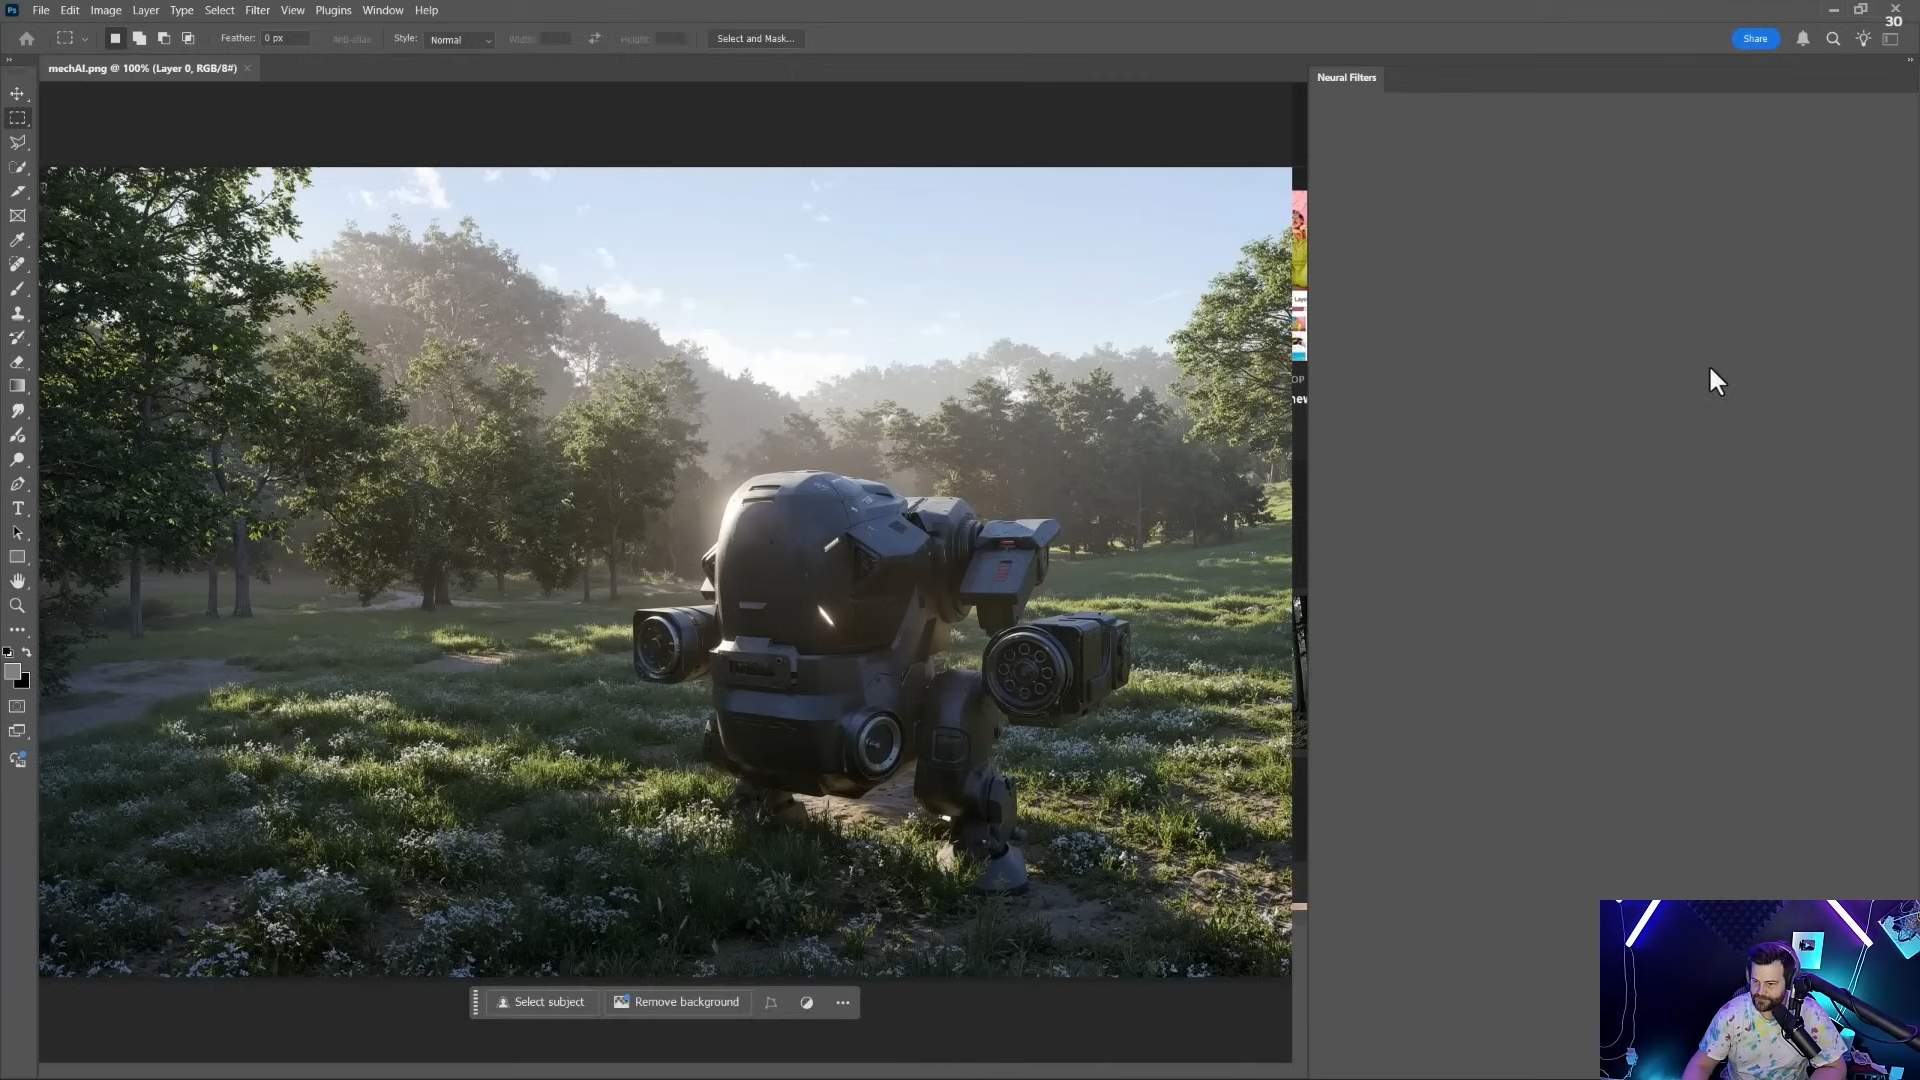 Ps File Edit Image Layer Type Select Filter View Plugins Window Help
30
Feather: 0 px Anti-alias Style: Normal Width: Height: Select and Mask... Share
mechAI.png @ 100% (Layer 0, RGB/8#) ×
Neural Filters
Select subject Remove background